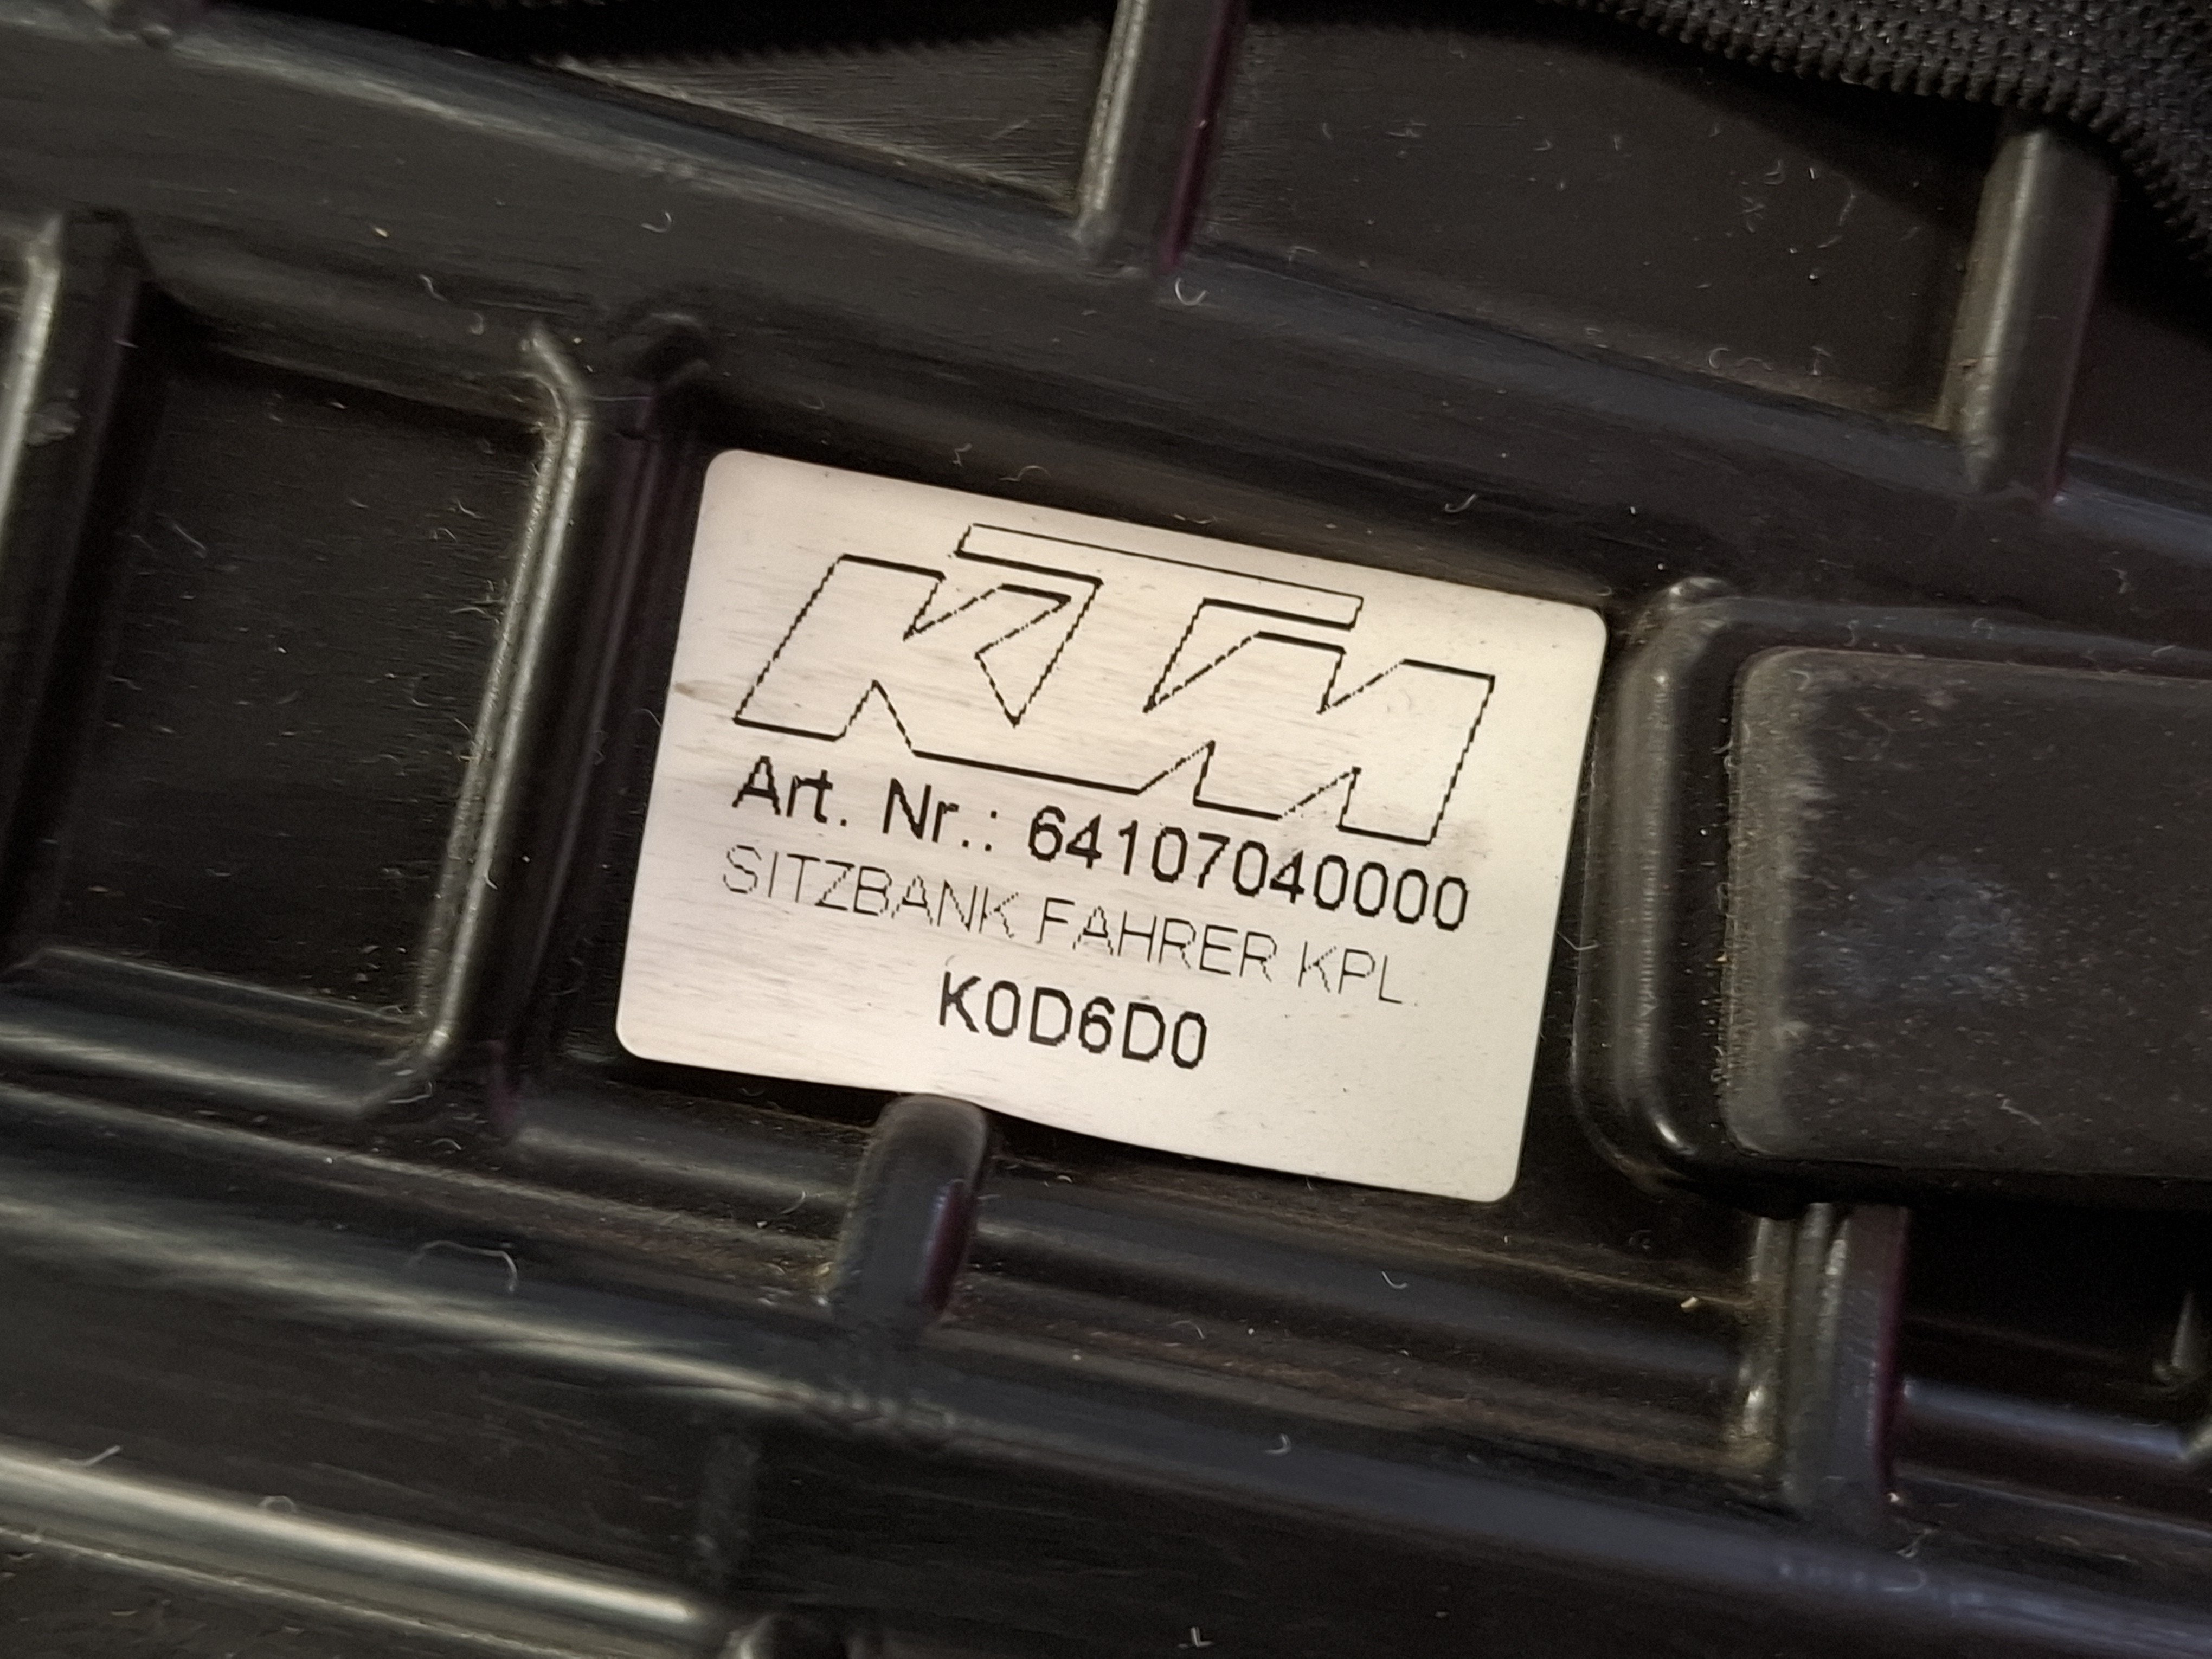 KTM
Art. Nr.: 64107040000
SITZBANK FAHRER KPL.
K0D6D0